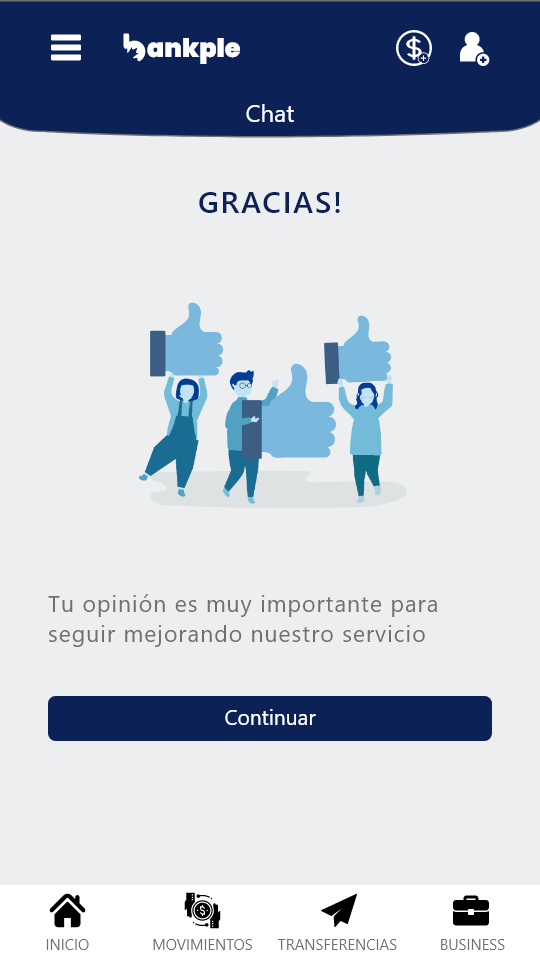 bankple
Chat
GRACIAS!
Tu opinión es muy importante para
seguir mejorando nuestro servicio
Continuar
INICIO
MOVIMIENTOS
TRANSFERENCIAS
BUSINESS